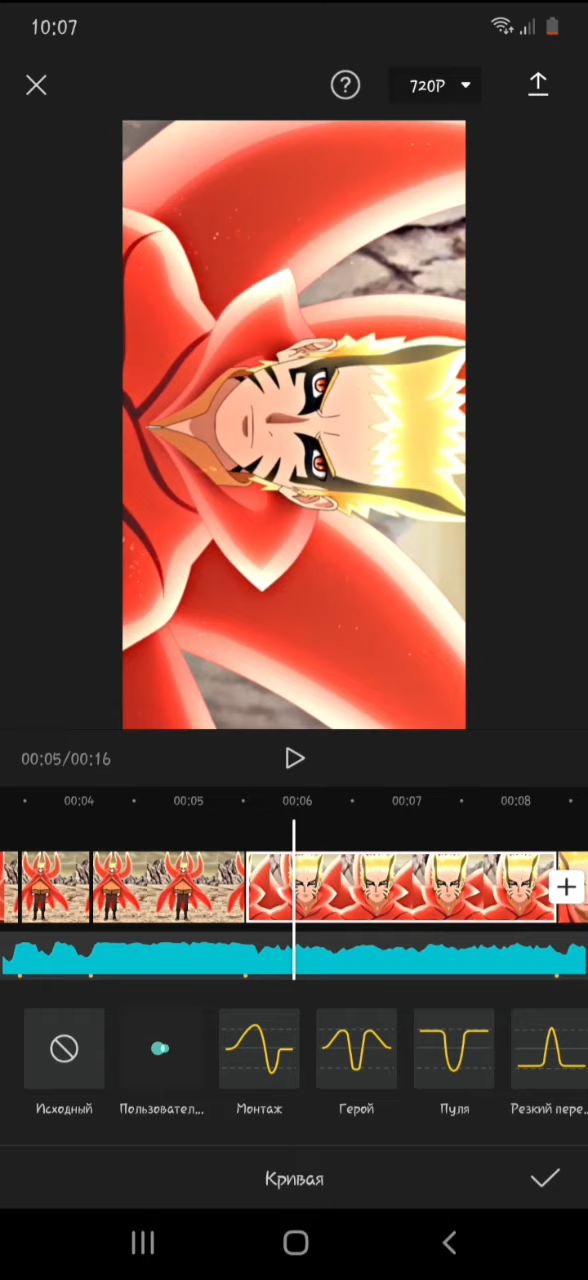 10:07
720P
00:05/00:16
00:04 00:05 00:06 00:07 00:08
Исходный Пользовател... Монтаж Герой Пуля Резкий пере..
Кривая